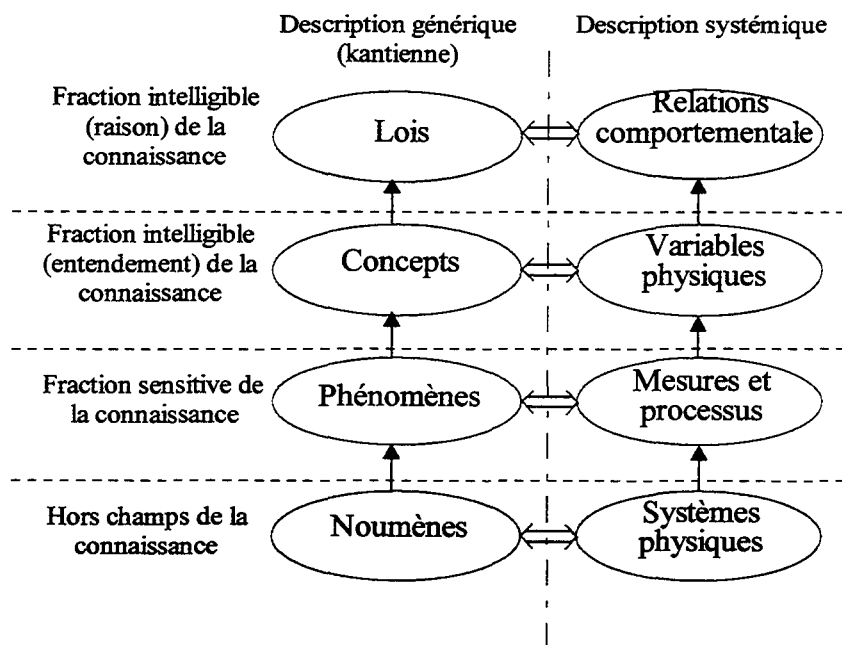 Description générique
(kantienne)
Description systémique
Fraction intelligible
(raison) de la
connaissance
Lois
Relations
comportementale
Fraction intelligible
(entendement) de la
connaissance
Concepts
Variables
physiques
Fraction sensitive de
la connaissance
Phénomènes
Mesures et
processus
Hors champs de la
connaissance
Noumènes
Systèmes
physiques